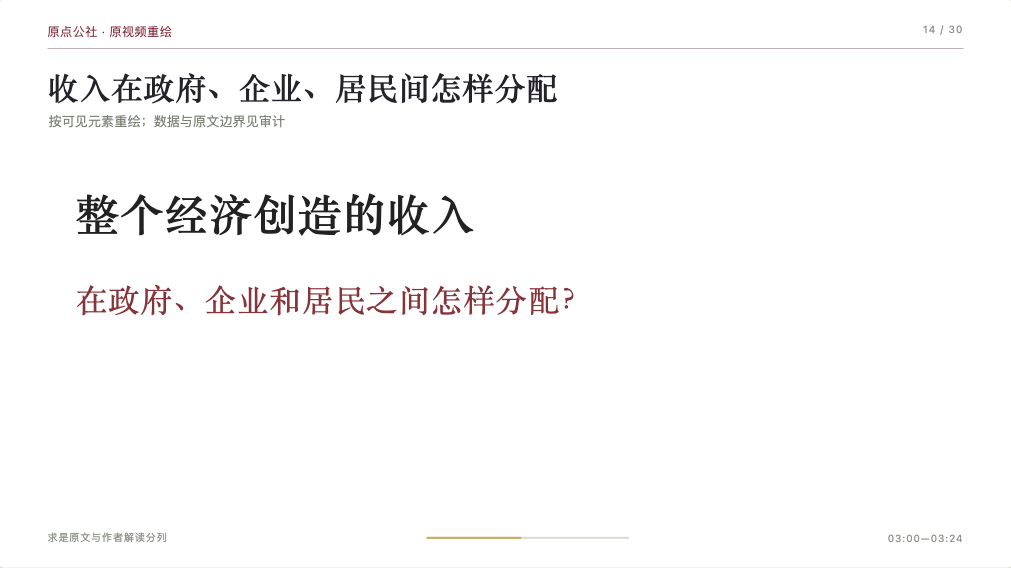 原点公社 · 原视频重绘
14 / 30
收入在政府、企业、居民间怎样分配
按可见元素重绘；数据与原文边界见审计
整个经济创造的收入
在政府、企业和居民之间怎样分配？
求是原文与作者解读分列
03:00—03:24